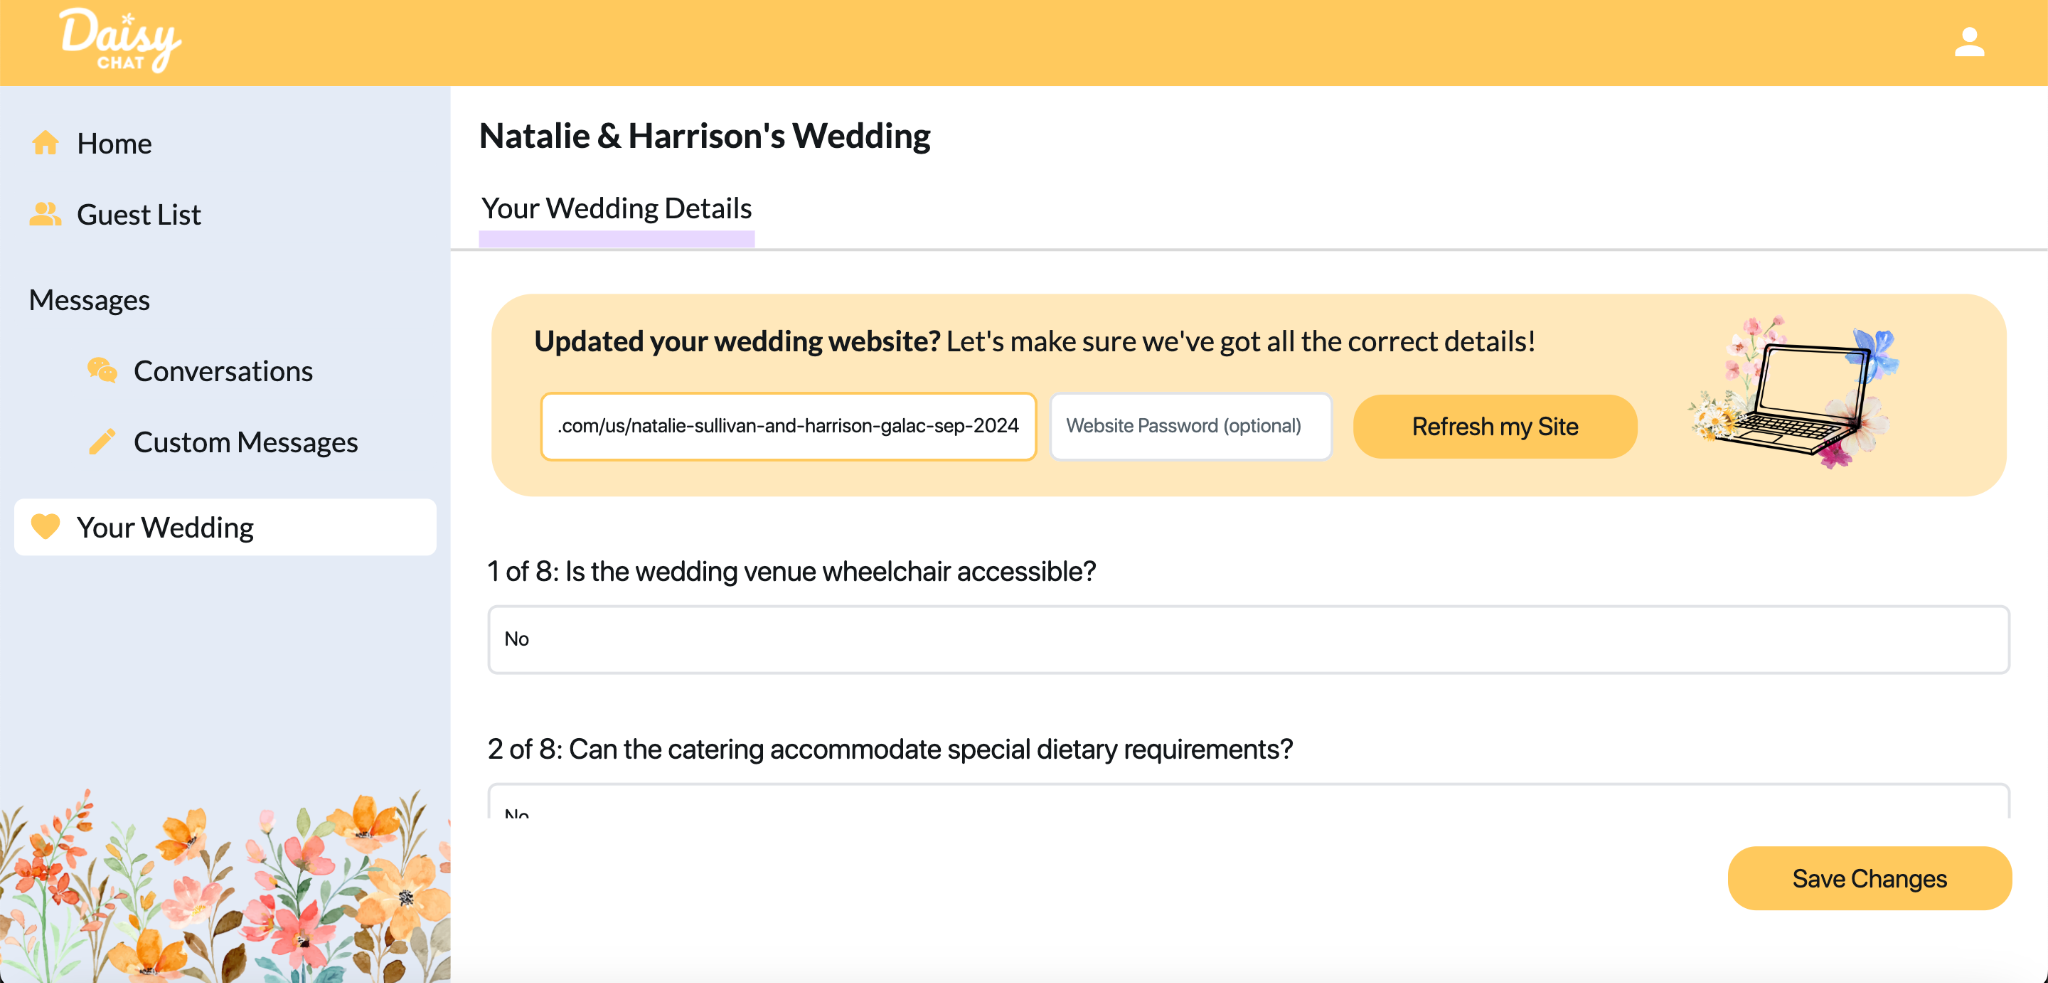 Daisy
CHAT
Home
Guest List
Messages
Conversations
Custom Messages
Your Wedding
Natalie & Harrison's Wedding
Your Wedding Details
Updated your wedding website? Let's make sure we've got all the correct details!
.com/us/natalie-sullivan-and-harrison-galac-sep-2024
Website Password (optional)
Refresh my Site
1 of 8: Is the wedding venue wheelchair accessible?
No
2 of 8: Can the catering accommodate special dietary requirements?
No
Save Changes